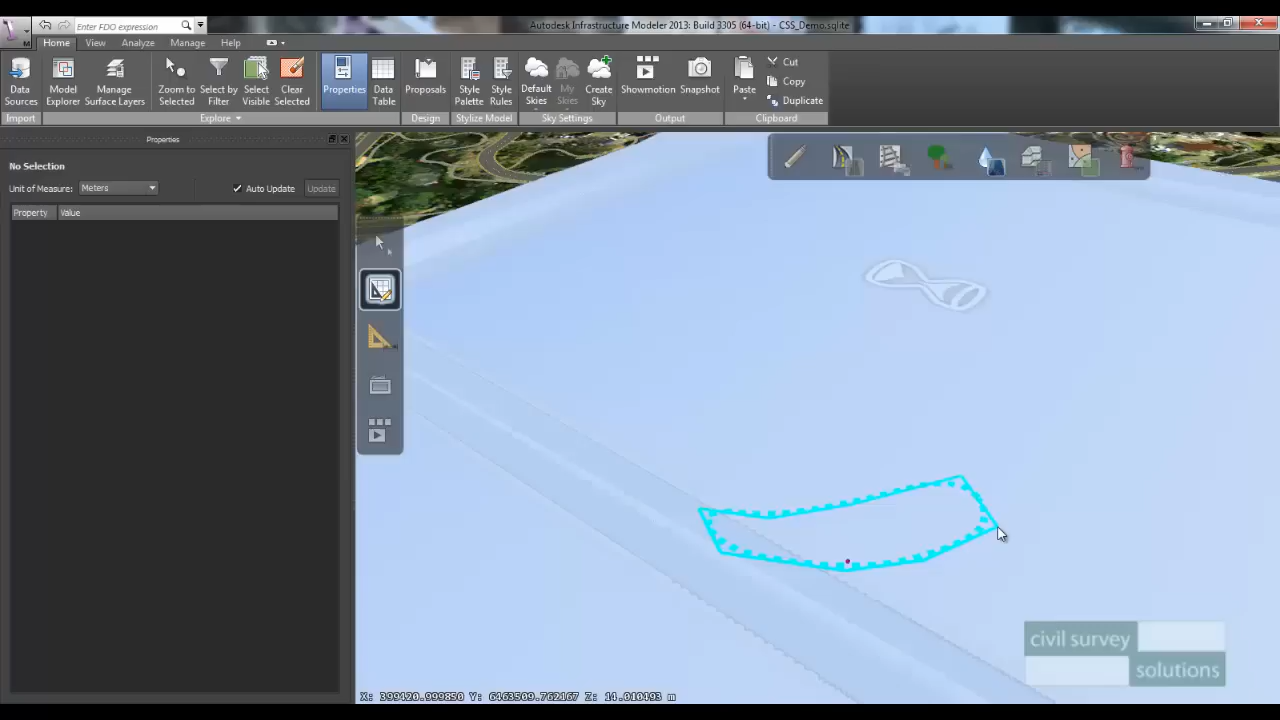 Enter FDO expression
Autodesk Infrastructure Modeler 2013: Build 3305 (64-bit) - CSS_Demo.sqlite
M
Home View Analyze Manage Help
Data Sources
Model Explorer
Manage Surface Layers
Zoom to Selected
Select by Filter
Select Visible
Clear Selected
Properties
Data Table
Proposals
Style Palette
Style Rules
Default Skies
My Skies
Create Sky
Showmotion
Snapshot
Paste
Cut
Copy
Duplicate
Import Explore Design Stylize Model Sky Settings Output Clipboard
Properties
No Selection
Unit of Measure: Meters Auto Update Update
Property Value
civil survey
solutions
X: 399420.999850 Y: 6463509.762167 Z: 14.010493 m